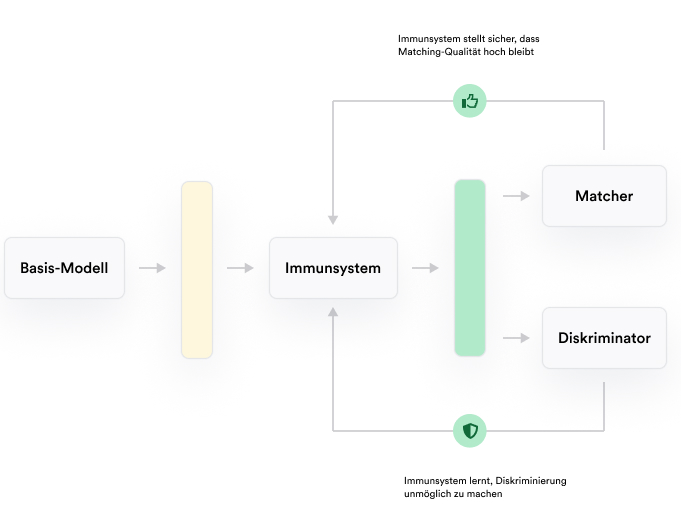 Immunsystem stellt sicher, dass
Matching-Qualität hoch bleibt
Matcher
Basis-Modell
Immunsystem
Diskriminator
Immunsystem lernt, Diskriminierung
unmöglich zu machen